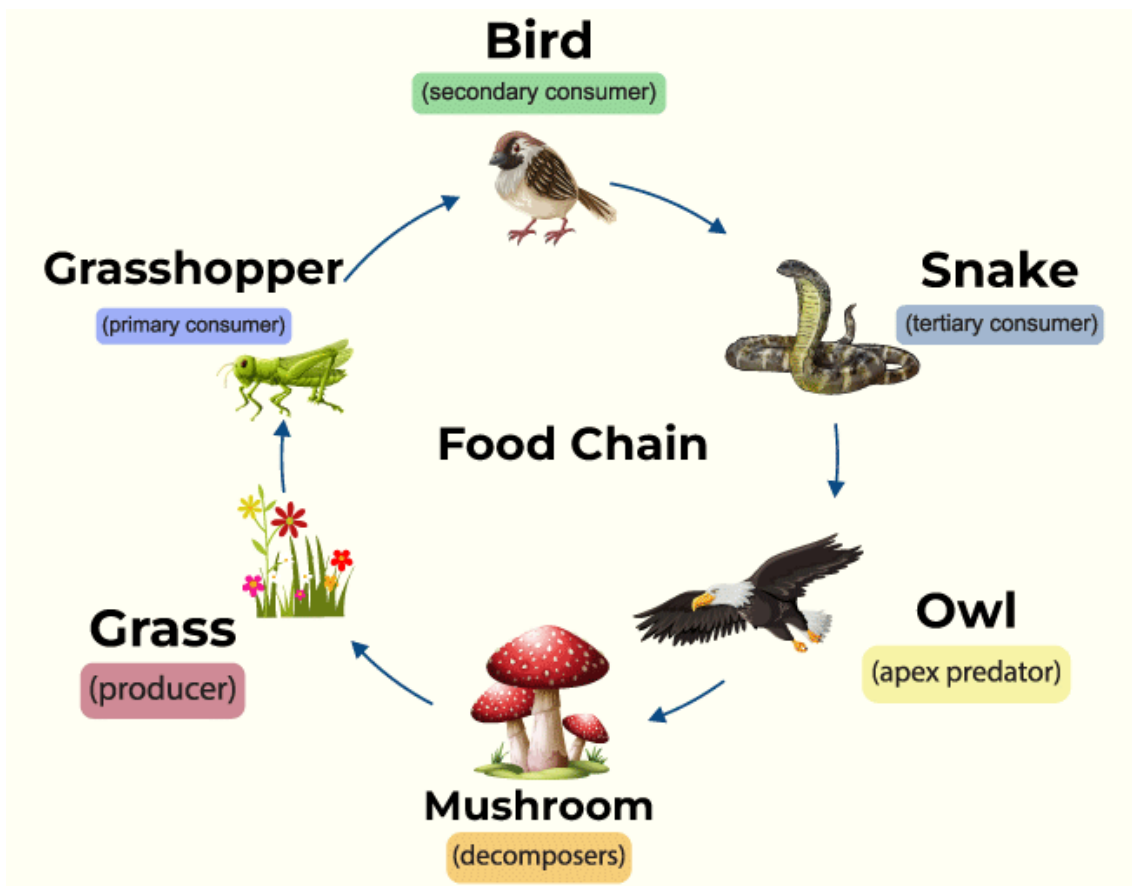 Bird
(secondary consumer)
Grasshopper
(primary consumer)
Snake
(tertiary consumer)
Food Chain
Grass
(producer)
Owl
(apex predator)
Mushroom
(decomposers)